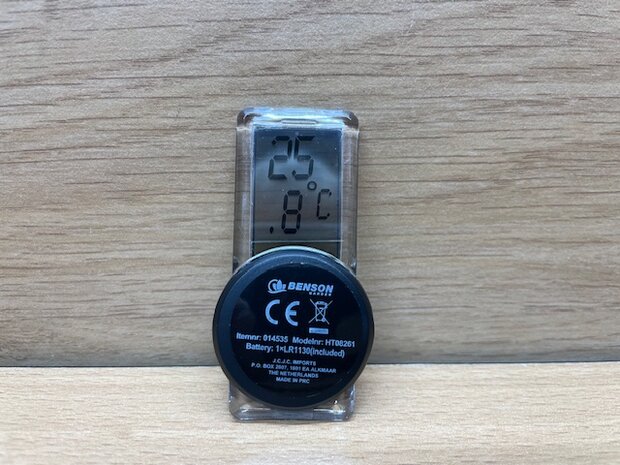 25
.8°C
BENSON
GARDEN
CE
Itemnr: 014535 Modelnr: HT08261
Battery: 1×LR1130(Included)
J.C.J.C. IMPORTS
P.O. BOX 2007, 1801 EA ALKMAAR
THE NETHERLANDS
MADE IN PRC